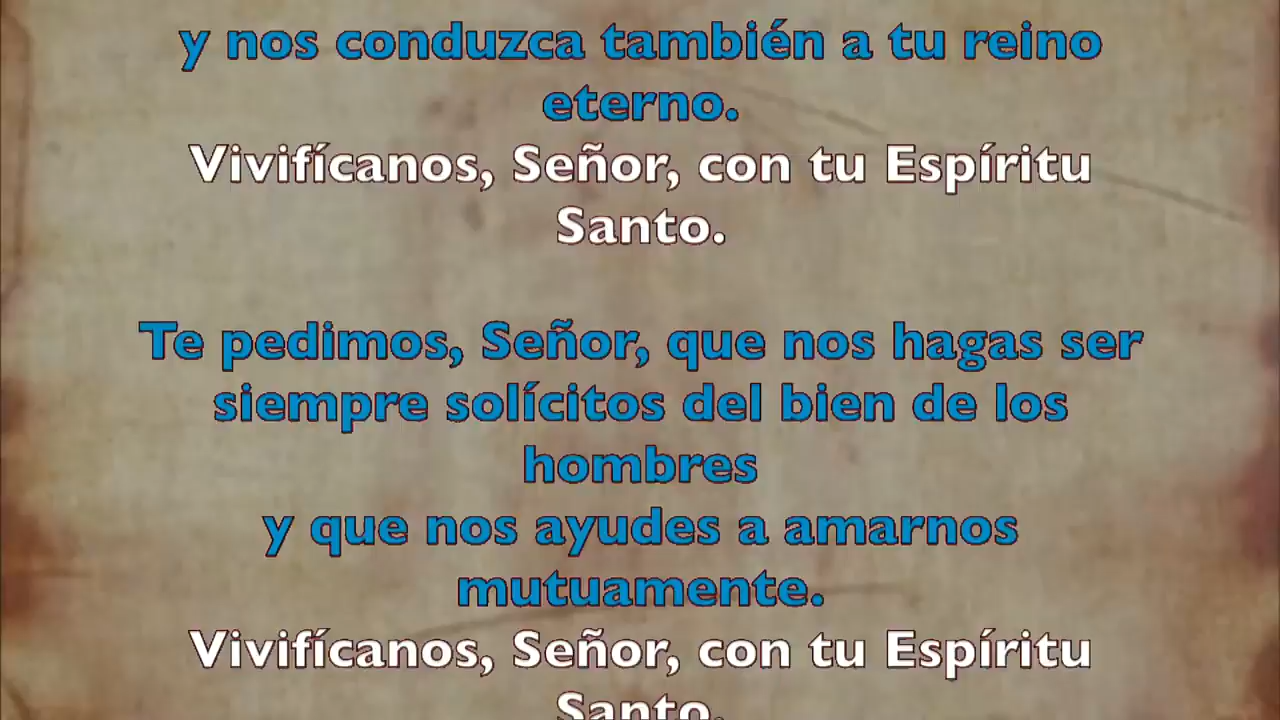 y nos conduzca también a tu reino
eterno.
Vivifícanos, Señor, con tu Espíritu
Santo.
Te pedimos, Señor, que nos hagas ser
siempre solícitos del bien de los
hombres
y que nos ayudes a amarnos
mutuamente.
Vivifícanos, Señor, con tu Espíritu
Santo.